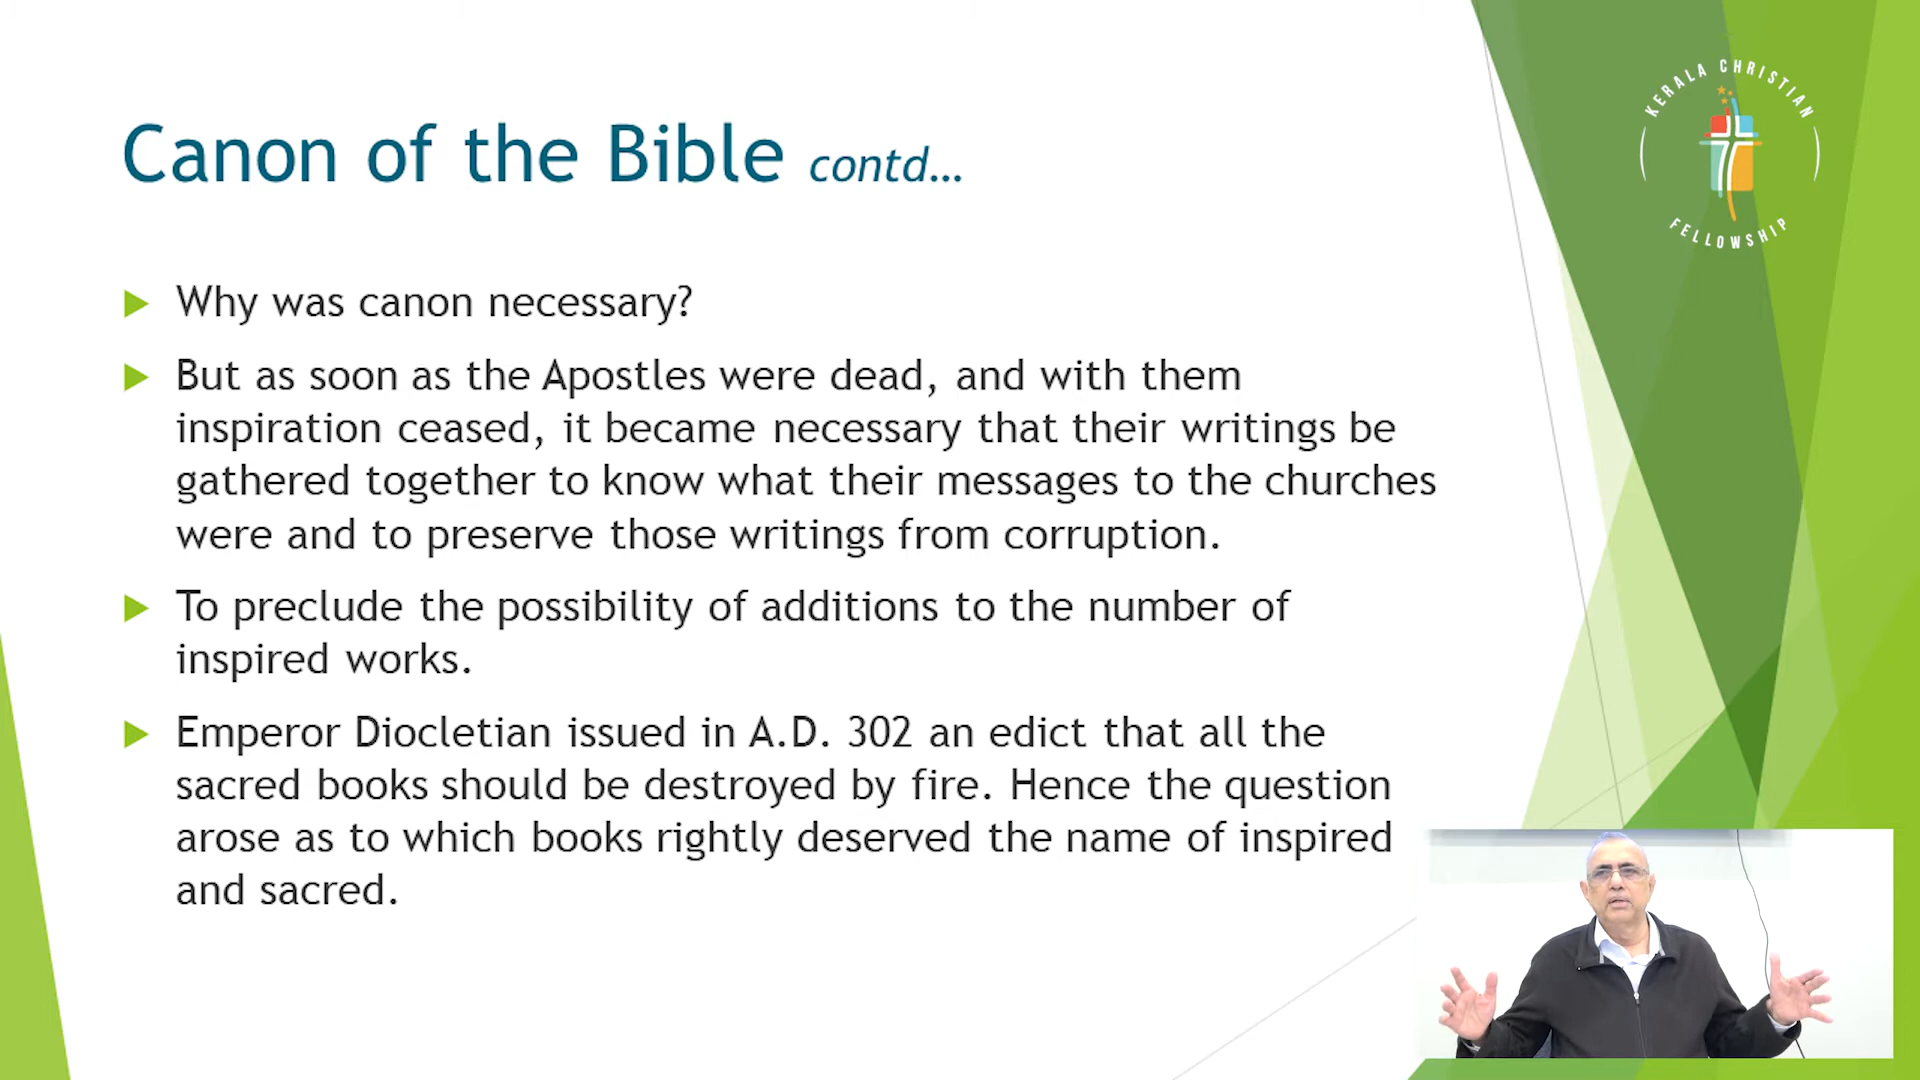 KERALA CHRISTIAN
FELLOWSHIP
Canon of the Bible contd...
Why was canon necessary?
But as soon as the Apostles were dead, and with them
inspiration ceased, it became necessary that their writings be
gathered together to know what their messages to the churches
were and to preserve those writings from corruption.
To preclude the possibility of additions to the number of
inspired works.
Emperor Diocletian issued in A.D. 302 an edict that all the
sacred books should be destroyed by fire. Hence the question
arose as to which books rightly deserved the name of inspired
and sacred.